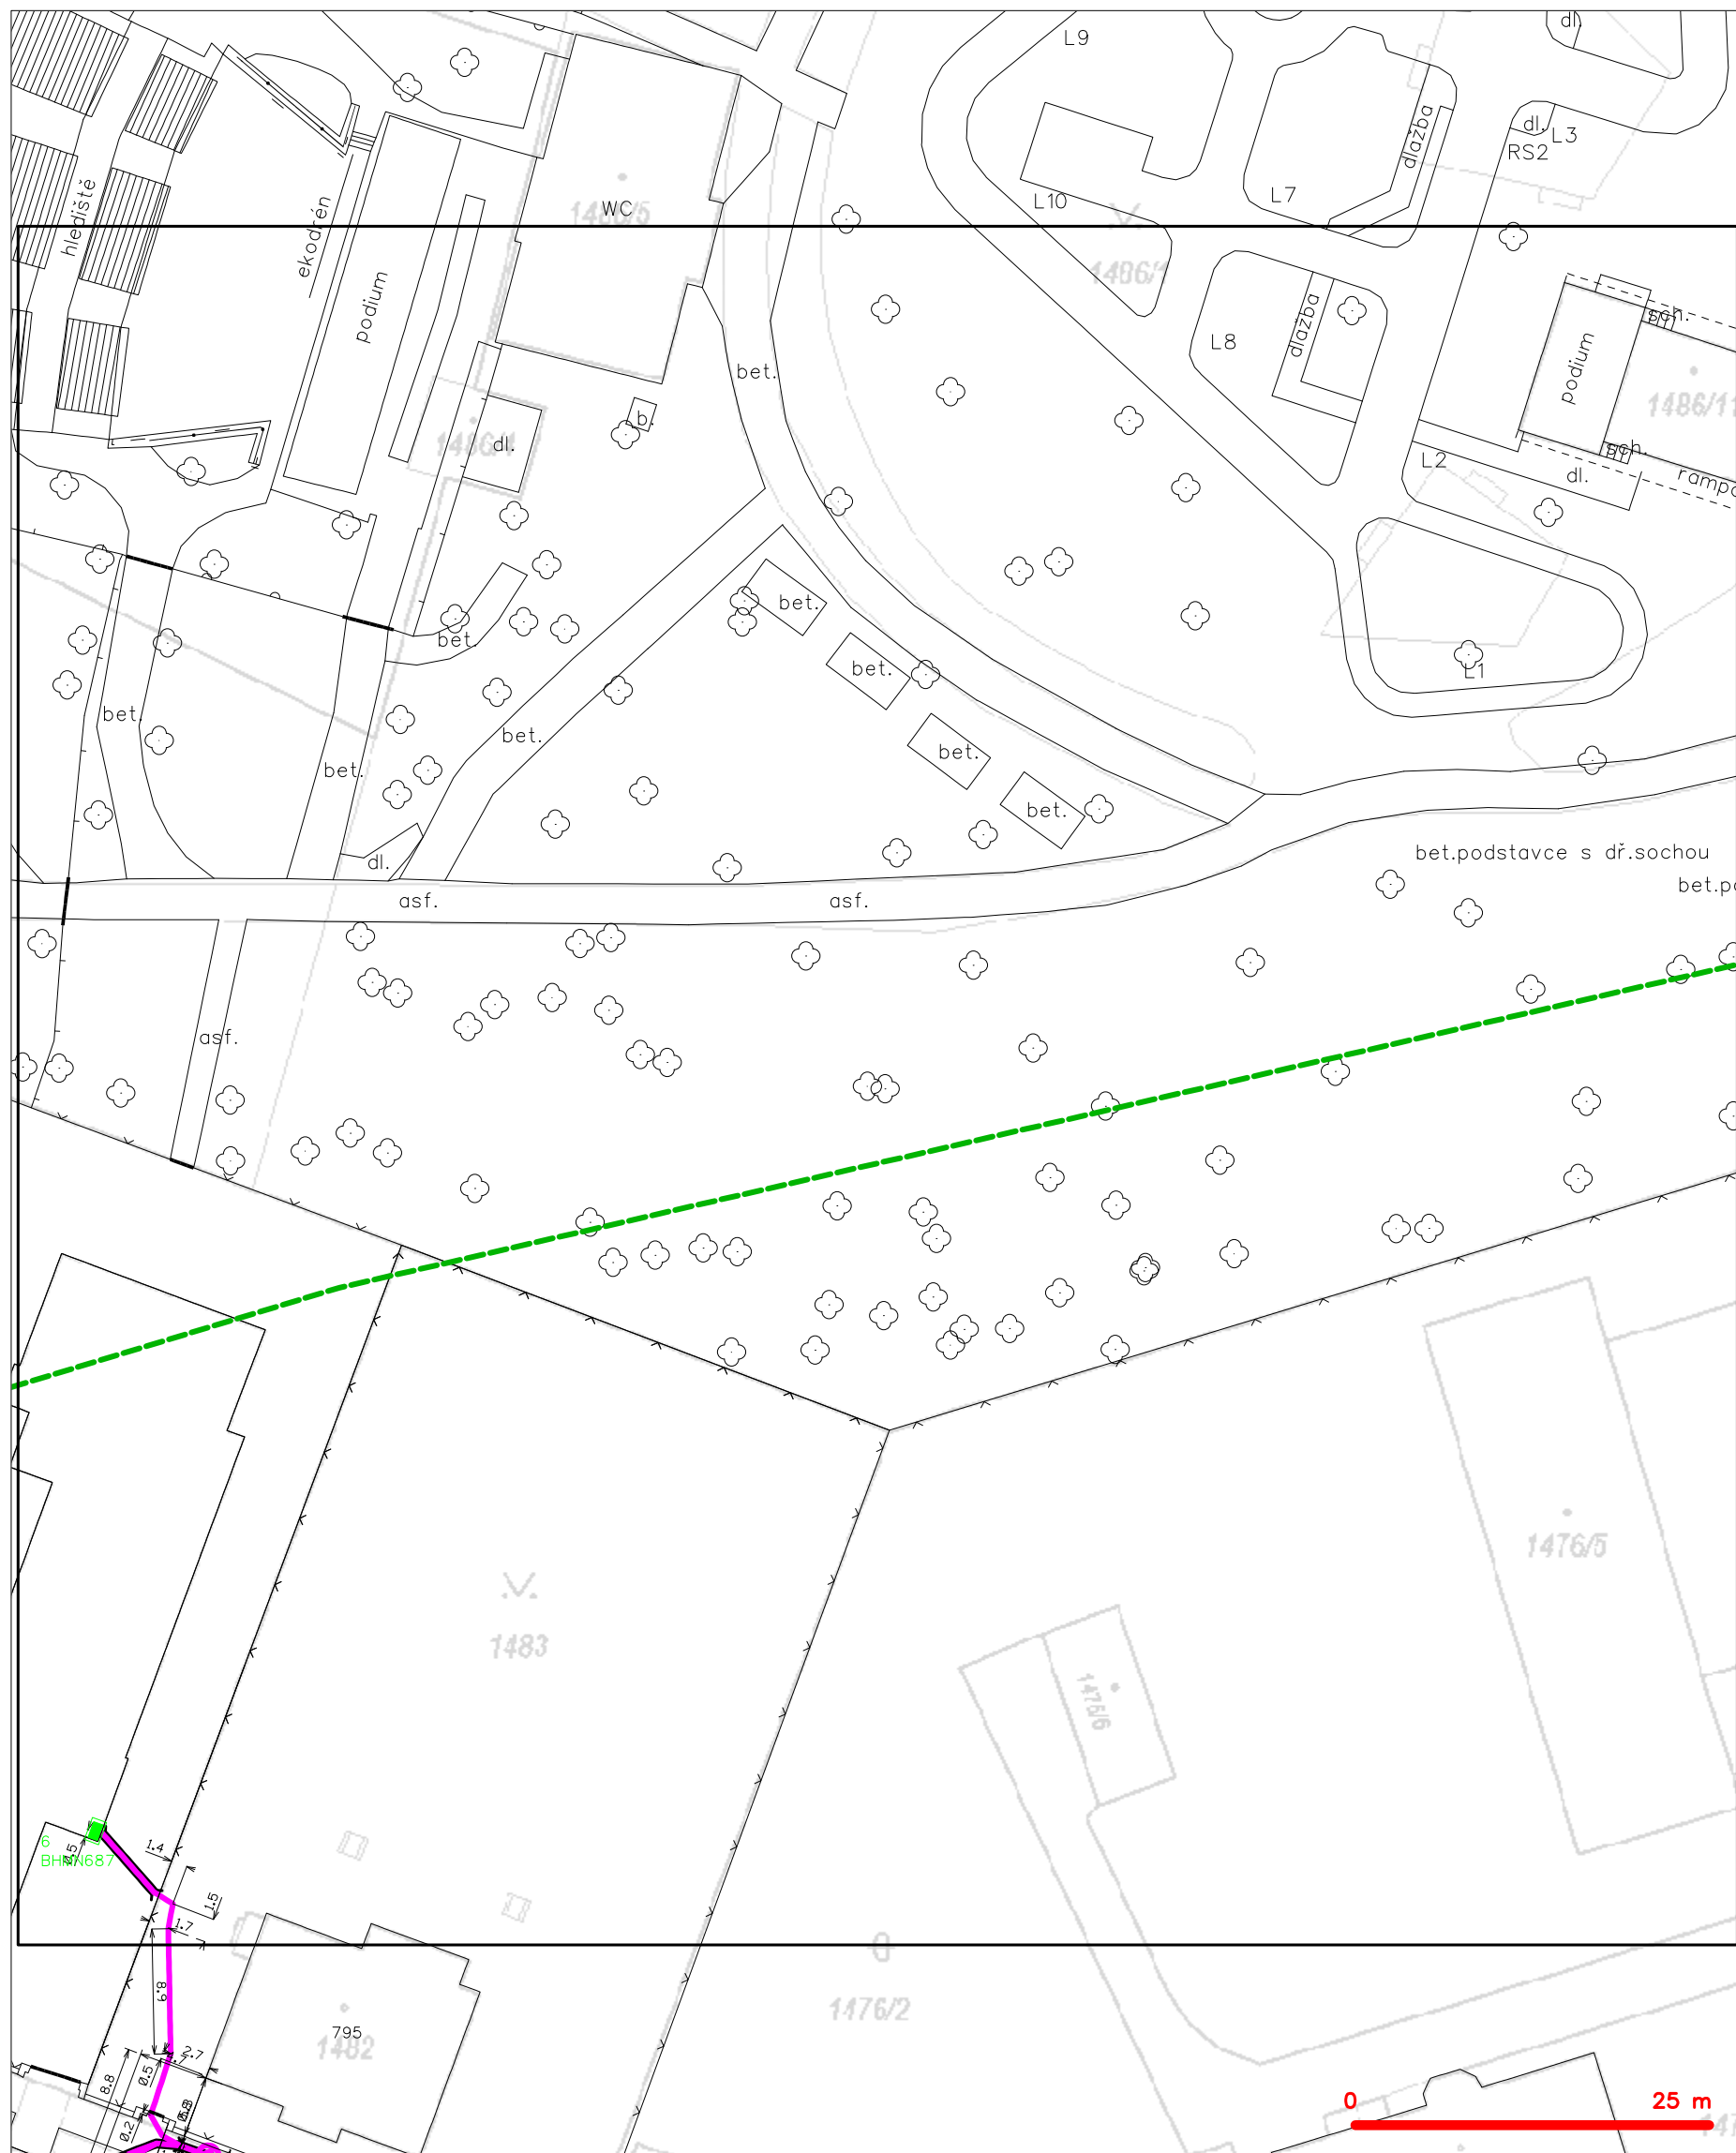 dl.
L9
dl.
L3
RS2
dlažba
hlediště
ekodrén
WC
1486/5
L10
L7
1486/1
podium
L8
dlažba
sch.
podium
1486/11
bet.
b.
dl.
sch.
L2
dl.
bet.
bet.
bet.
L1
bet.
bet.
bet.
bet.
bet.
dl.
bet.podstavce s dř.sochou
asf.
asf.
asf.
1476/5
1483
1476/6
6
BHMN687
0.5
1.4
1.5
1.7
8.9
1476/2
795
1482
2.7
0.5
8.8
0.2
0
25 m